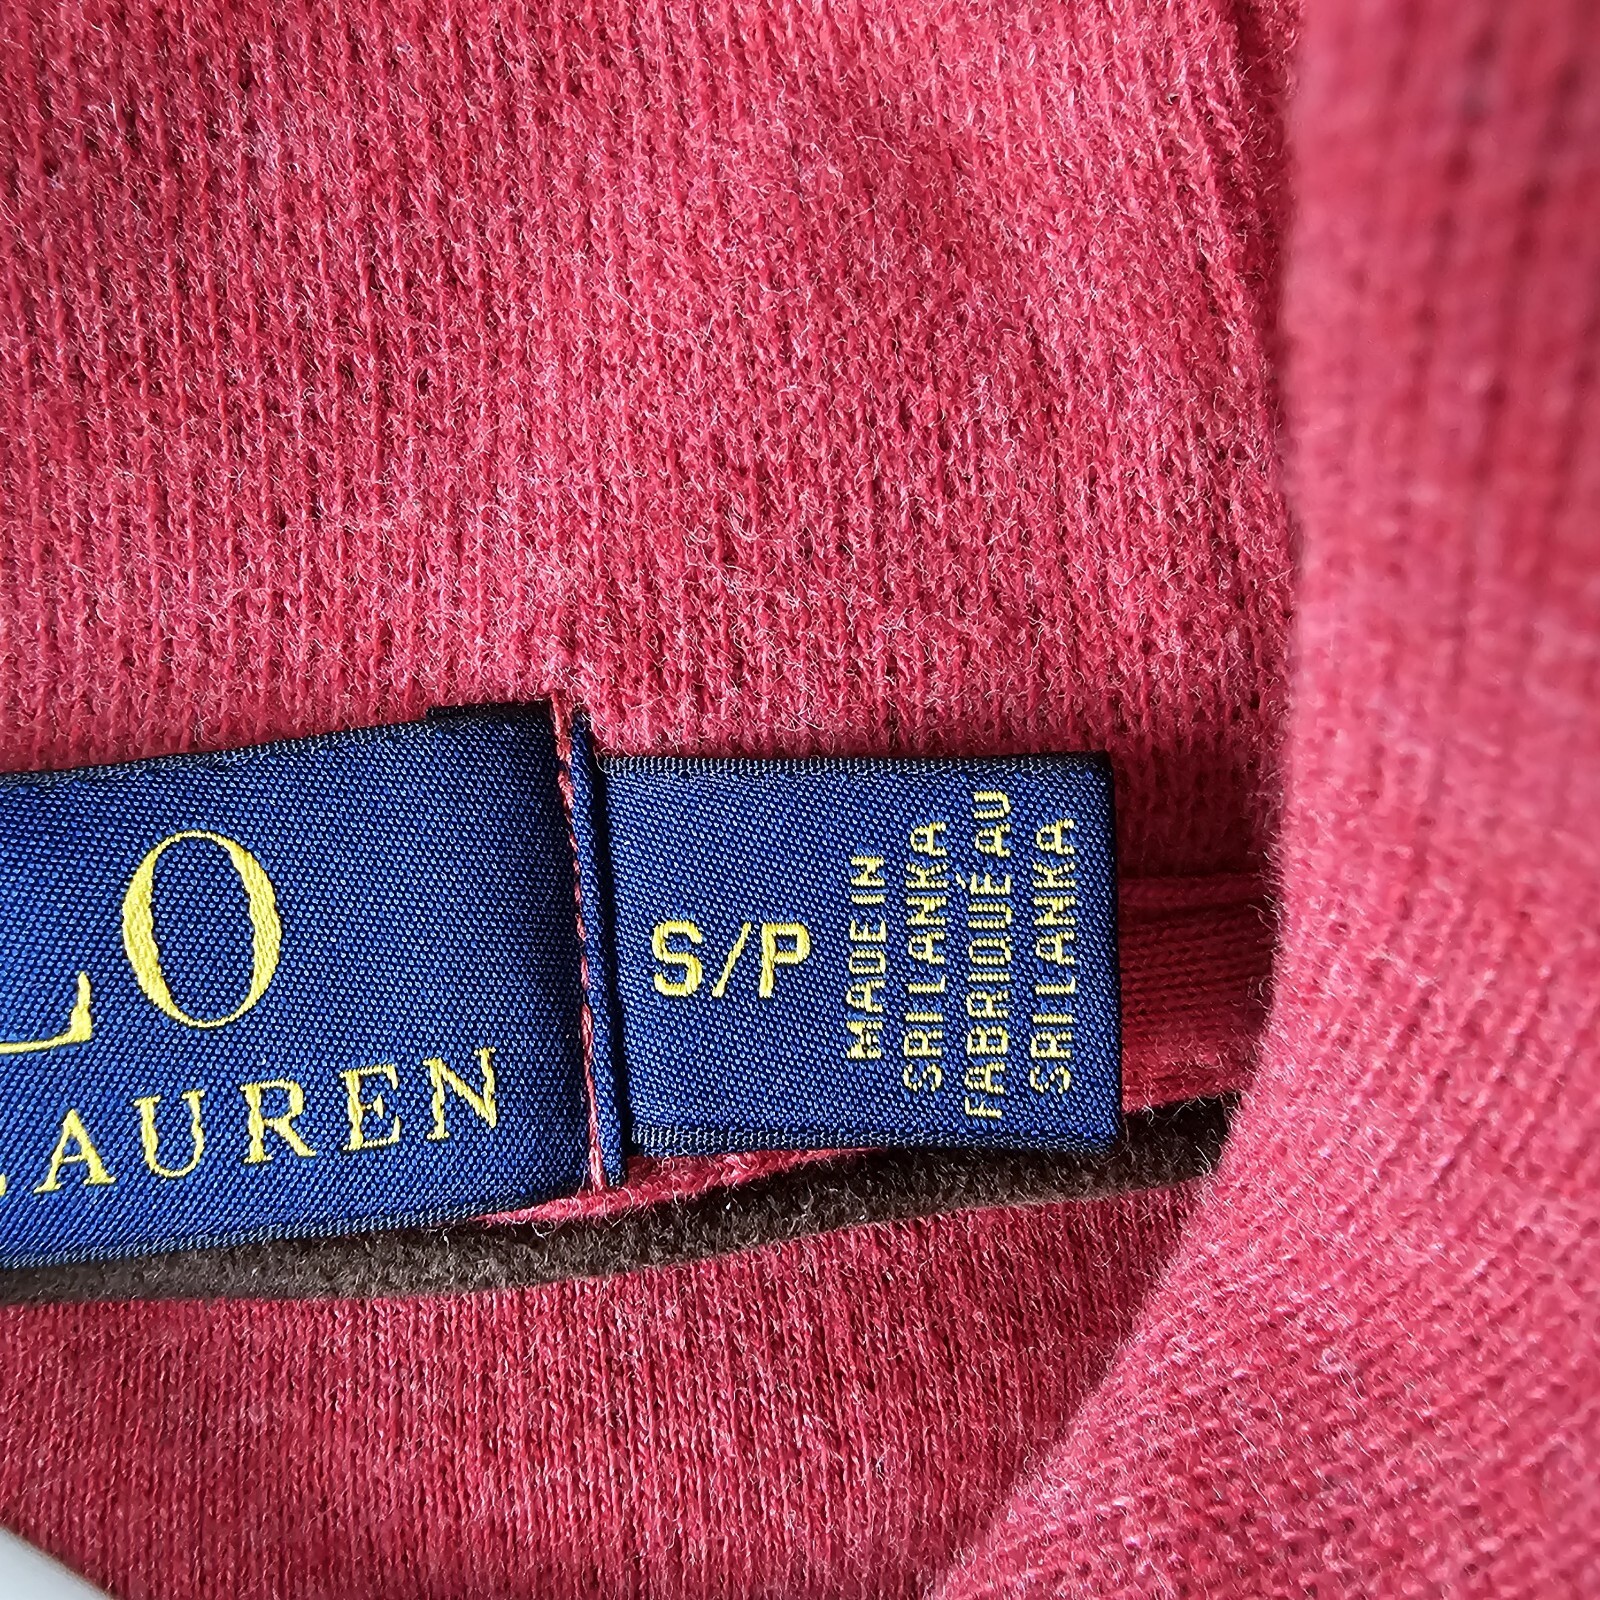 LO
LAUREN
S/P
MADE IN
SRI LANKA
FABRIQUÉ AU
SRI LANKA